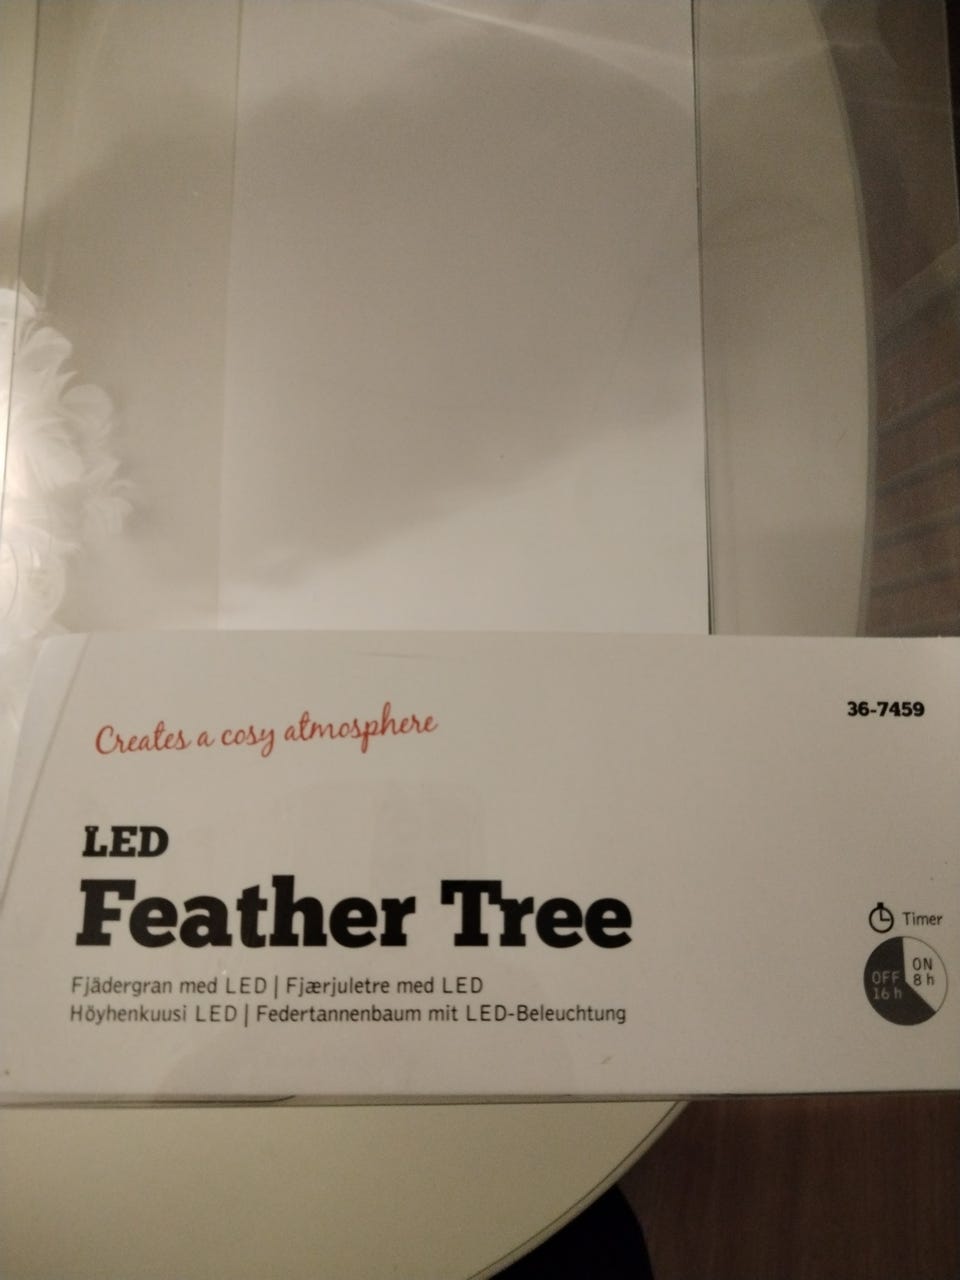 Creates a cosy atmosphere
36-7459
LED
Feather Tree
Fjädergran med LED | Fjærjuletre med LED
Höyhenkuusi LED | Federtannenbaum mit LED-Beleuchtung
Timer
ON
8 h
OFF
16 h